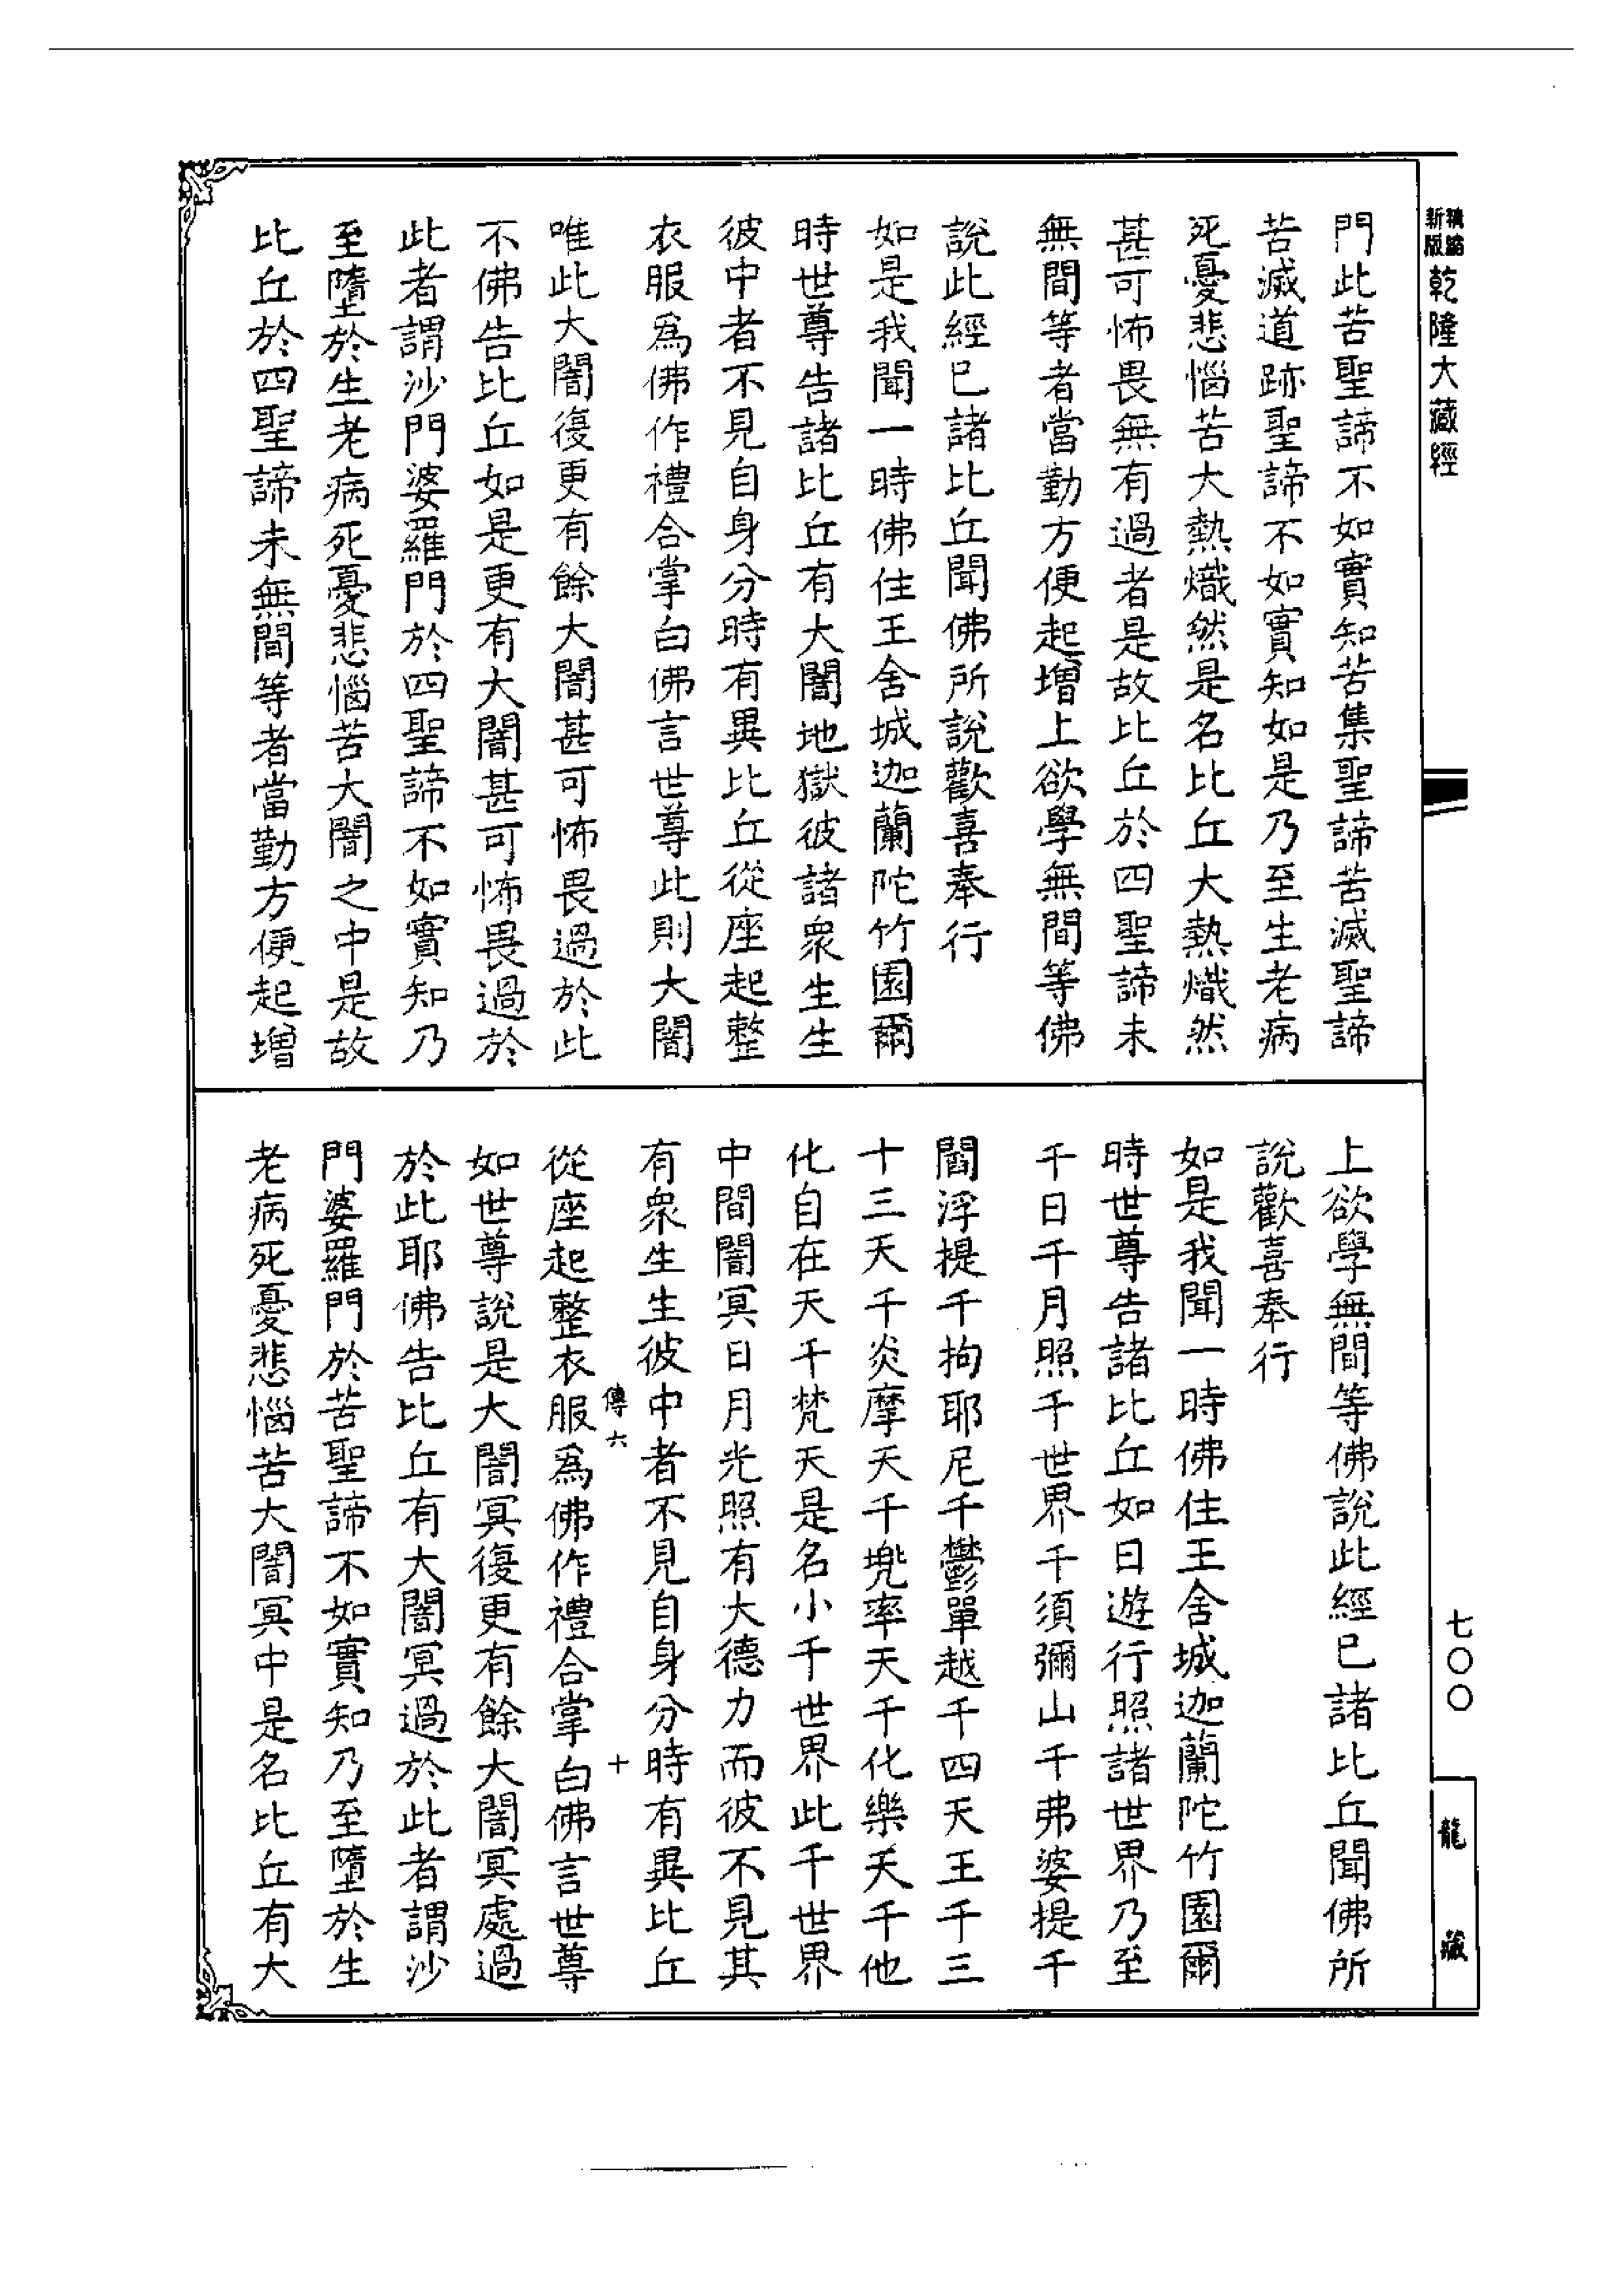 精縮新版乾隆大藏經
門此苦聖諦不如實知苦集聖諦苦滅聖諦
苦滅道跡聖諦不如實知如是乃至生老病
死憂悲惱苦大熱熾然是名比丘大熱熾然
甚可怖畏無有過者是故比丘於四聖諦未
無間等者當勤方便起增上欲學無間等佛
說此經已諸比丘聞佛所說歡喜奉行
如是我聞一時佛住王舍城迦蘭陀竹園爾
時世尊告諸比丘有大闇地獄彼諸眾生生
彼中者不見自身分時有異比丘從座起整
衣服為佛作禮合掌白佛言世尊此則大闇
唯此大闇復更有餘大闇甚可怖畏過於此
不佛告比丘如是更有大闇甚可怖畏過於
此者謂沙門婆羅門於四聖諦不如實知乃
至墮於生老病死憂悲惱苦大闇之中是故
比丘於四聖諦未無間等者當勤方便起增
上欲學無間等佛說此經已諸比丘聞佛所
說歡喜奉行
如是我聞一時佛住王舍城迦蘭陀竹園爾
時世尊告諸比丘如日遊行照諸世界乃至
千日千月照千世界千須彌山千弗婆提千
閻浮提千拘耶尼千鬱單越千四天王千三
十三天千炎摩天千兜率天千化樂天千他
化自在天千梵天是名小千世界此千世界
中間闇冥日月光照有大德力而彼不見其
有眾生生彼中者不見自身分時有異比丘
傳六 十
從座起整衣服為佛作禮合掌白佛言世尊
如世尊說是大闇冥復更有餘大闇冥處過
於此耶佛告比丘有大闇冥過於此者謂沙
門婆羅門於苦聖諦不如實知乃至墮於生
老病死憂悲惱苦大闇冥中是名比丘有大
七〇〇
龍藏